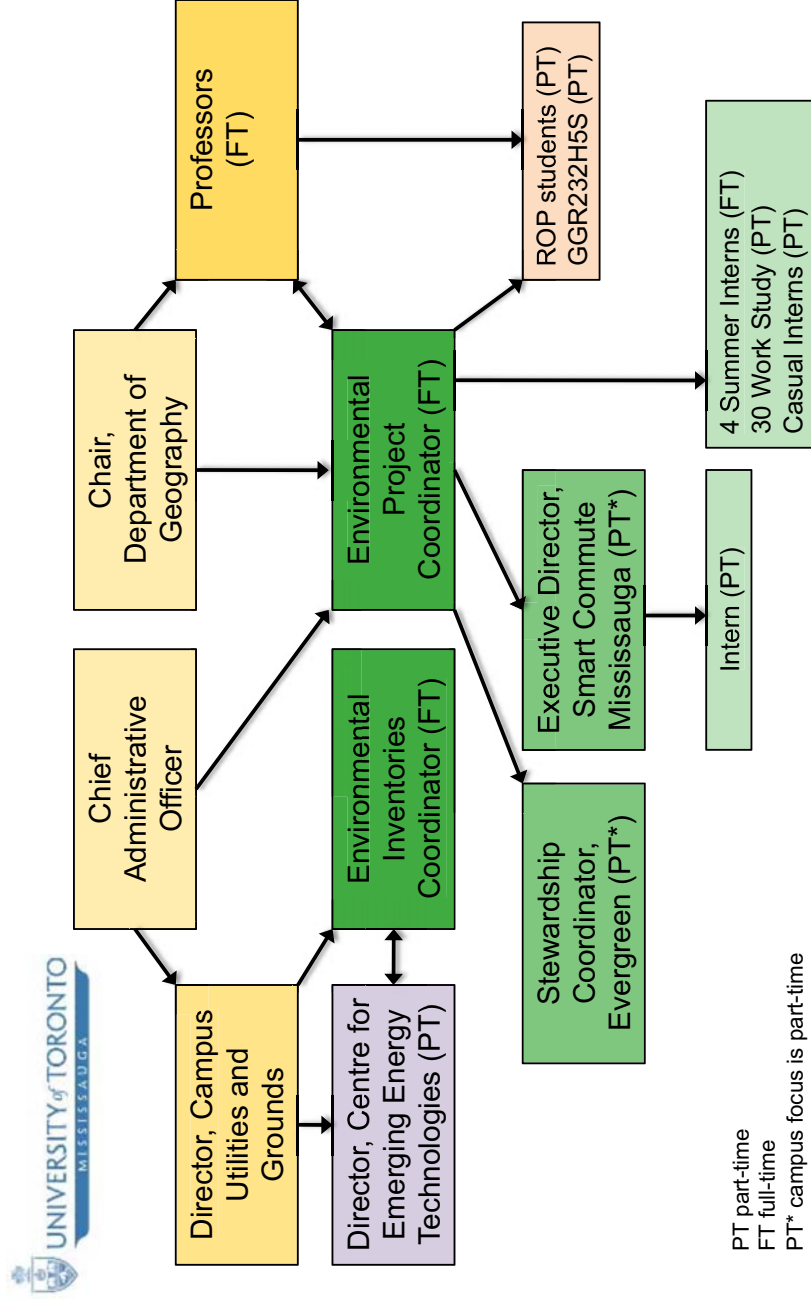 UNIVERSITY of TORONTO
MISSISSAUGA
Chief
Administrative
Officer
Chair,
Department of
Geography
Director, Campus
Utilities and
Grounds
Professors
(FT)
Director, Centre for
Emerging Energy
Technologies (PT)
Environmental
Inventories
Coordinator (FT)
Environmental
Project
Coordinator (FT)
Stewardship
Coordinator,
Evergreen (PT*)
Executive Director,
Smart Commute
Mississauga (PT*)
ROP students (PT)
GGR232H5S (PT)
Intern (PT)
4 Summer Interns (FT)
30 Work Study (PT)
Casual Interns (PT)
PT part-time
FT full-time
PT* campus focus is part-time